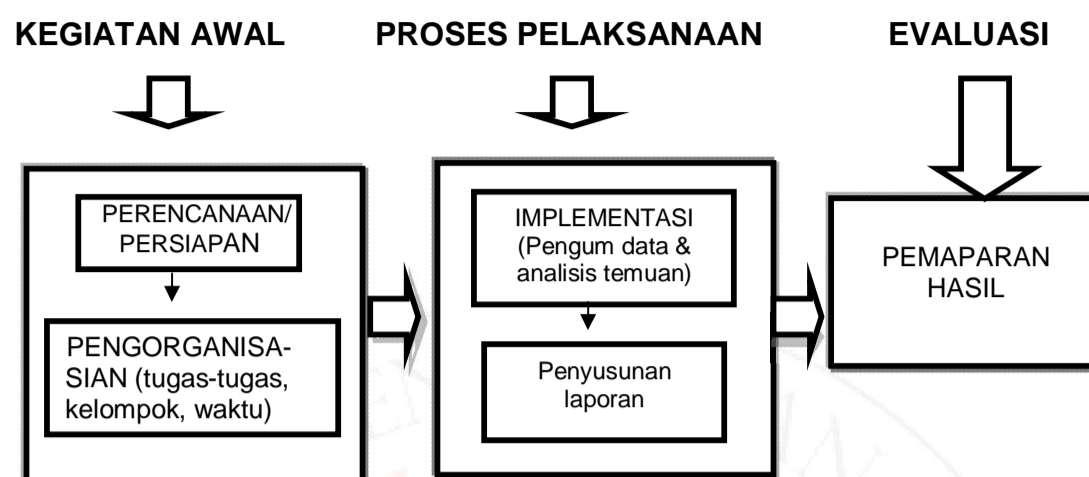 KEGIATAN AWAL
PROSES PELAKSANAAN
EVALUASI
PERENCANAAN/
PERSIAPAN
PENGORGANISA-
SIAN (tugas-tugas,
kelompok, waktu)
IMPLEMENTASI
(Pengum data &
analisis temuan)
Penyusunan
laporan
PEMAPARAN
HASIL